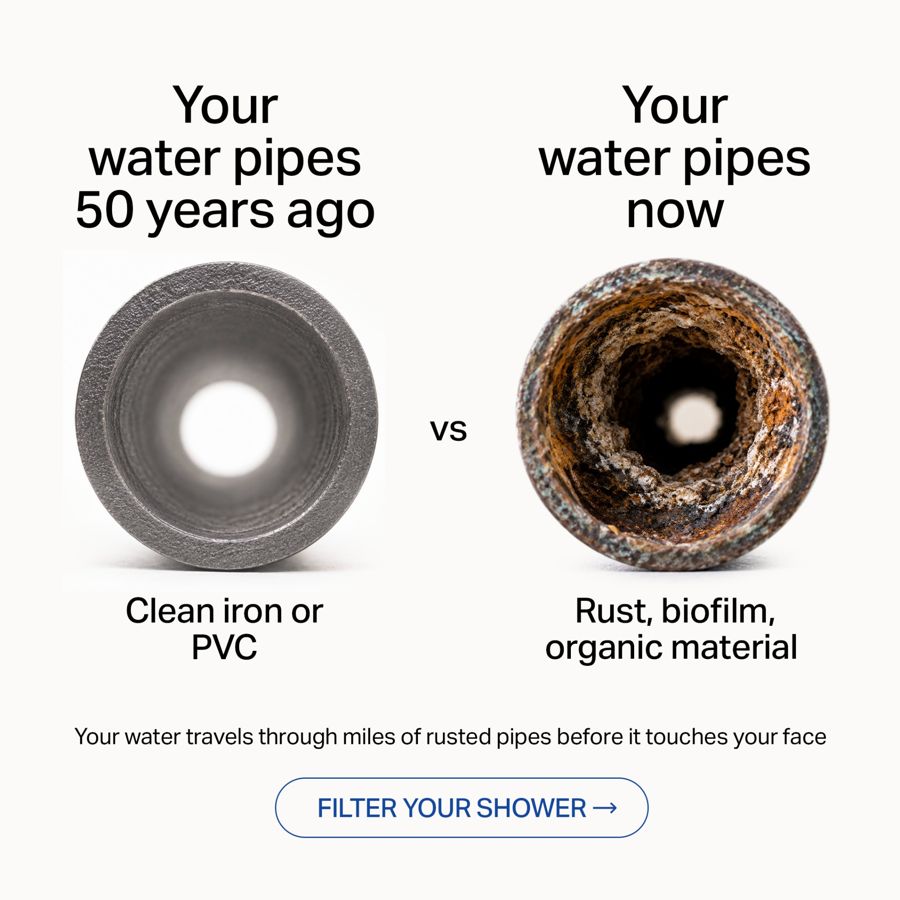 Your
water pipes
50 years ago
Your
water pipes
now
vs
Clean iron or
PVC
Rust, biofilm,
organic material
Your water travels through miles of rusted pipes before it touches your face
FILTER YOUR SHOWER →